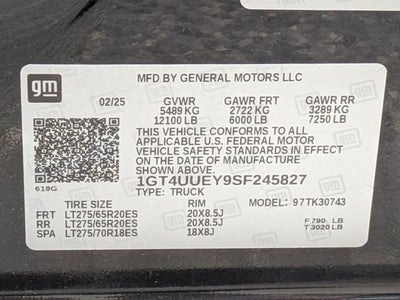 gm
MFD BY GENERAL MOTORS LLC
02/25 GVWR GAWR FRT GAWR RR
5489 KG 2722 KG 3289 KG
12100 LB 6000 LB 7250 LB
THIS VEHICLE CONFORMS TO ALL
APPLICABLE U.S. FEDERAL MOTOR
VEHICLE SAFETY STANDARDS IN
EFFECT ON THE DATE OF MANUFACTURE
SHOWN ABOVE.
1GT4UUEY9SF245827
618G
TYPE: TRUCK
TIRE SIZE RIM MODEL: 97TK30743
FRT LT275/65R20ES 20X8.5J F 790 LB
RR LT275/65R20ES 20X8.5J T 3020 LB
SPA LT275/70R18ES 18X8J